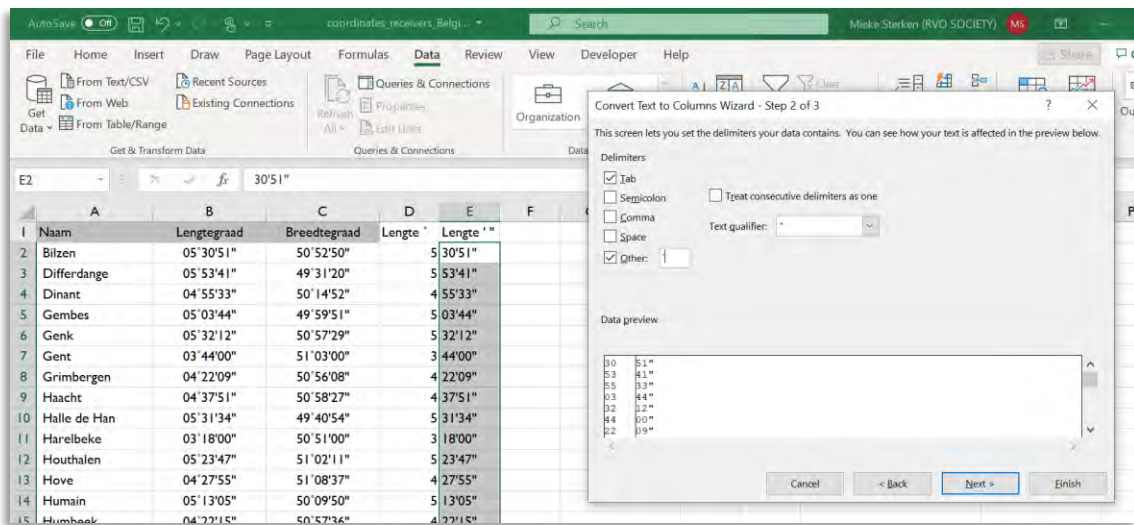 AutoSave Off coordinates_receivers_Belgi... Search Mieke Sterken (RVO SOCIETY) MS
File Home Insert Draw Page Layout Formulas Data Review View Developer Help Share
Get Data
From Text/CSV Recent Sources
From Web Existing Connections
From Table/Range
Get & Transform Data
Refresh All
Queries & Connections
Properties
Edit Links
Queries & Connections
Organization
Clear
E2 fx 30'51"
A B C D E F
1 Naam Lengtegraad Breedtegraad Lengte ° Lengte ' "
2 Bilzen 05°30'51" 50°52'50" 5 30'51"
3 Differdange 05°53'41" 49°31'20" 5 53'41"
4 Dinant 04°55'33" 50°14'52" 4 55'33"
5 Gembes 05°03'44" 49°59'51" 5 03'44"
6 Genk 05°32'12" 50°57'29" 5 32'12"
7 Gent 03°44'00" 51°03'00" 3 44'00"
8 Grimbergen 04°22'09" 50°56'08" 4 22'09"
9 Haacht 04°37'51" 50°58'27" 4 37'51"
10 Halle de Han 05°31'34" 49°40'54" 5 31'34"
11 Harelbeke 03°18'00" 50°51'00" 3 18'00"
12 Houthalen 05°23'47" 51°02'11" 5 23'47"
13 Hove 04°27'55" 51°08'37" 4 27'55"
14 Humain 05°13'05" 50°09'50" 5 13'05"
15 Humbeek 04°22'15" 50°57'36" 4 22'15"
Convert Text to Columns Wizard - Step 2 of 3 ? ×
This screen lets you set the delimiters your data contains. You can see how your text is affected in the preview below.
Delimiters
Tab
Semicolon
Comma
Space
Other: '
Treat consecutive delimiters as one
Text qualifier: "
Data preview
30 51"
53 41"
55 33"
03 44"
32 12"
44 00"
22 09"
Cancel < Back Next > Finish